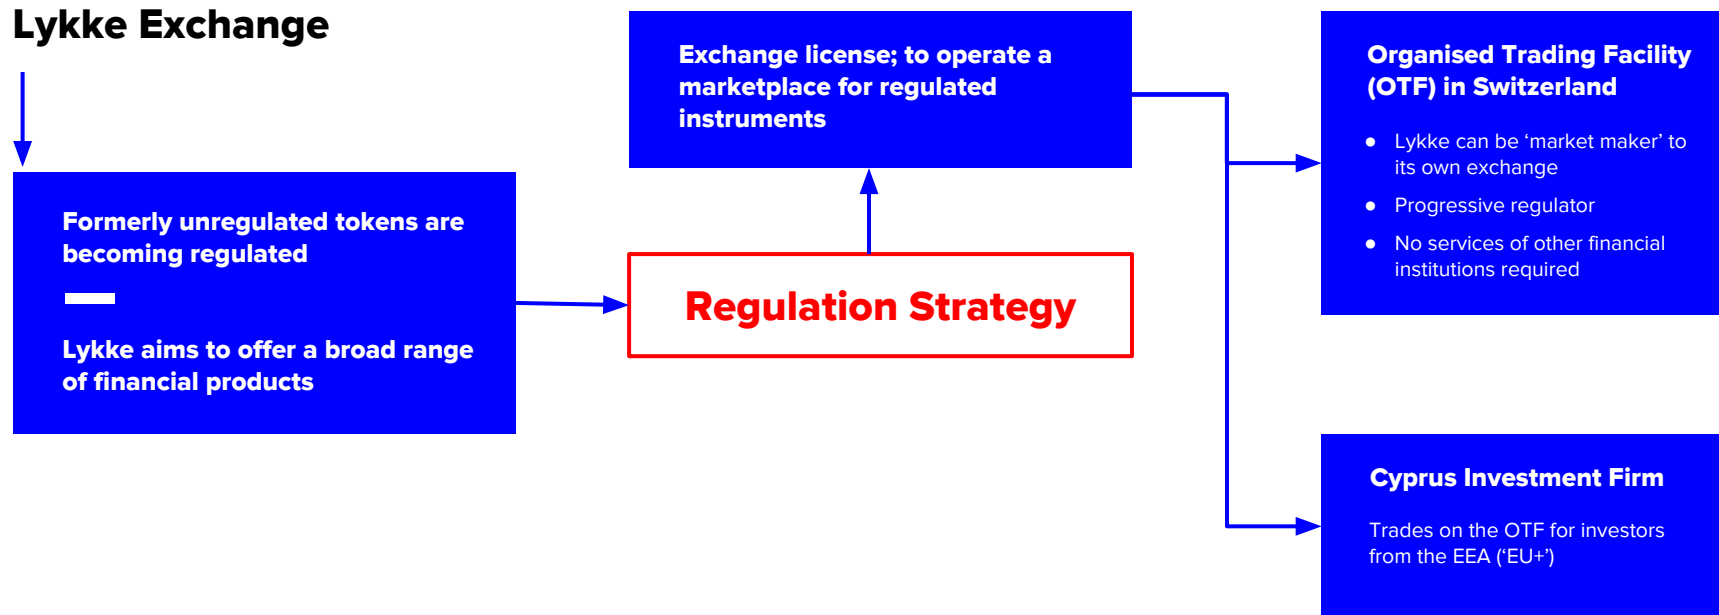 Lykke Exchange
Formerly unregulated tokens are
becoming regulated
Lykke aims to offer a broad range
of financial products
Regulation Strategy
Exchange license; to operate a
marketplace for regulated
instruments
Organised Trading Facility
(OTF) in Switzerland
● Lykke can be ‘market maker’ to
its own exchange
● Progressive regulator
● No services of other financial
institutions required
Cyprus Investment Firm
Trades on the OTF for investors
from the EEA (‘EU+’)